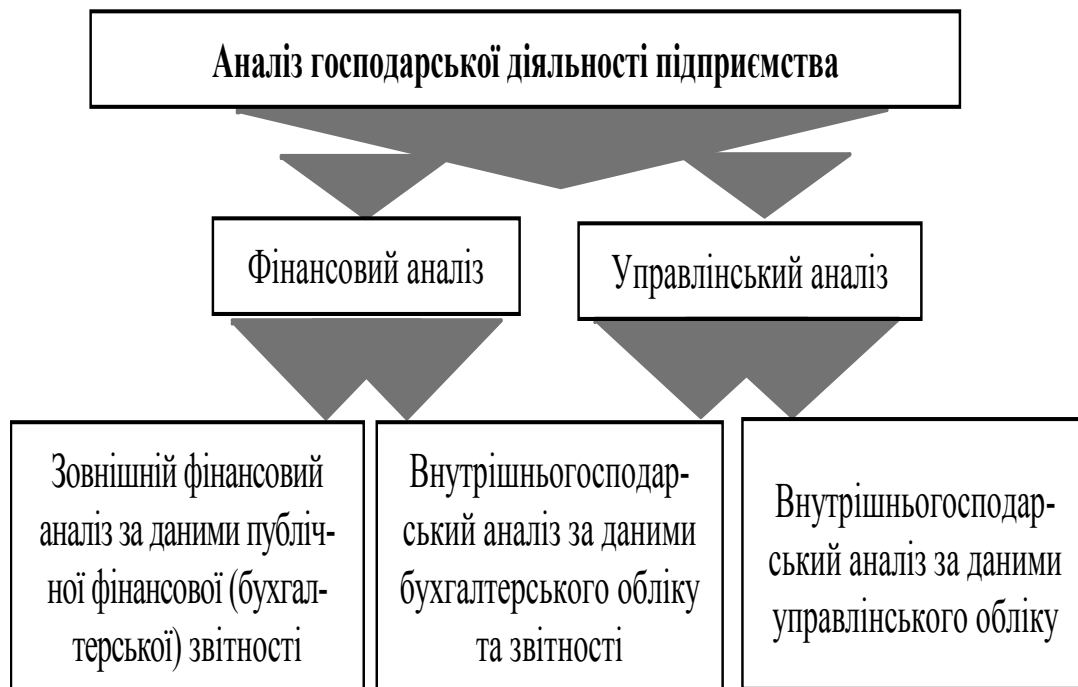 Аналіз господарської діяльності підприємства
Фінансовий аналіз
Управлінський аналіз
Зовнішній фінансовий
аналіз за даними публіч-
ної фінансової (бухгал-
терської) звітності
Внутрішньогосподар-
ський аналіз за даними
бухгалтерського обліку
та звітності
Внутрішньогосподар-
ський аналіз за даними
управлінського обліку